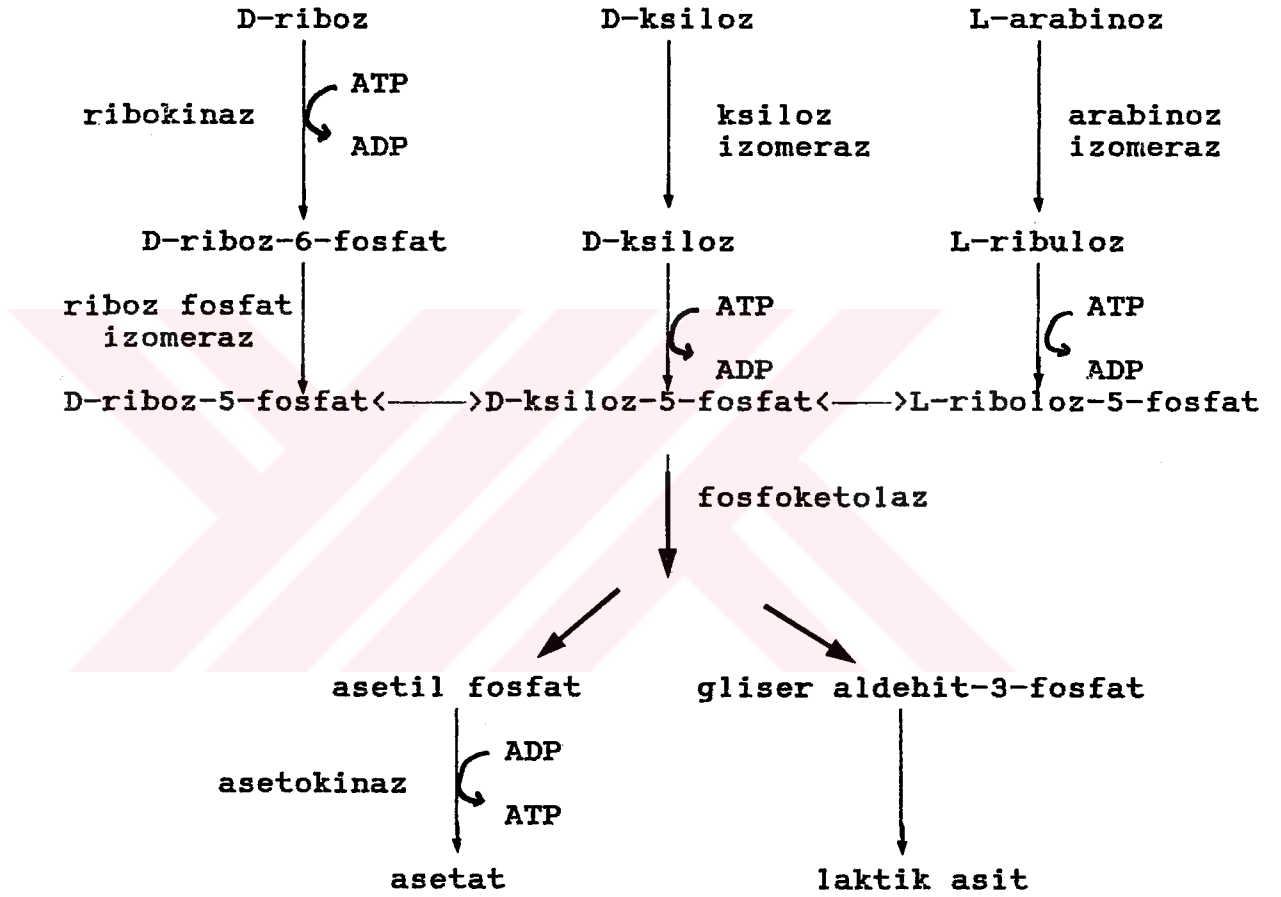 D-riboz D-ksiloz L-arabinoz
ATP
ribokinaz ksiloz arabinoz
ADP izomeraz izomeraz
D-riboz-6-fosfat D-ksiloz L-ribuloz
riboz fosfat ATP ATP
izomeraz
ADP ADP
D-riboz-5-fosfat<——>D-ksiloz-5-fosfat<——>L-riboloz-5-fosfat
fosfoketolaz
asetil fosfat gliser aldehit-3-fosfat
ADP
asetokinaz
ATP
asetat laktik asit